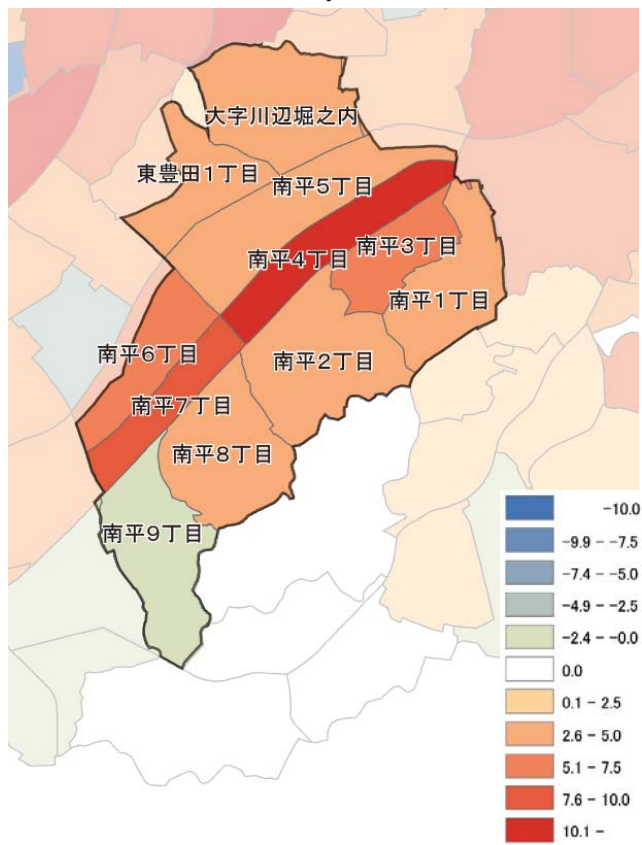 大字川辺堀之内
東豊田1丁目
南平5丁目
南平4丁目
南平3丁目
南平1丁目
南平6丁目
南平2丁目
南平7丁目
南平8丁目
南平9丁目
-10.0
-9.9 - -7.5
-7.4 - -5.0
-4.9 - -2.5
-2.4 - -0.0
0.0
0.1 - 2.5
2.6 - 5.0
5.1 - 7.5
7.6 - 10.0
10.1 -